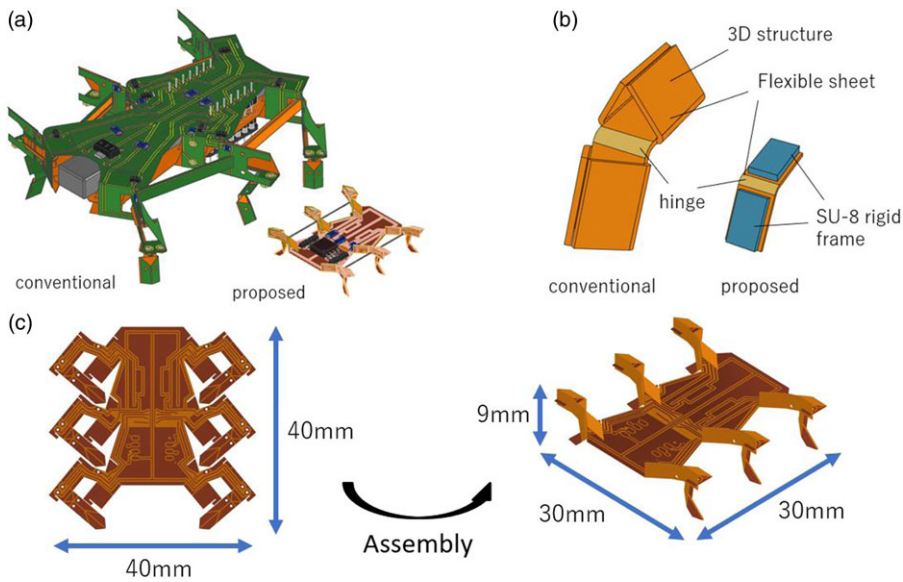 (a)
conventional
proposed
(b)
3D structure
Flexible sheet
hinge
SU-8 rigid
frame
conventional
proposed
(c)
40mm
40mm
Assembly
9mm
30mm
30mm